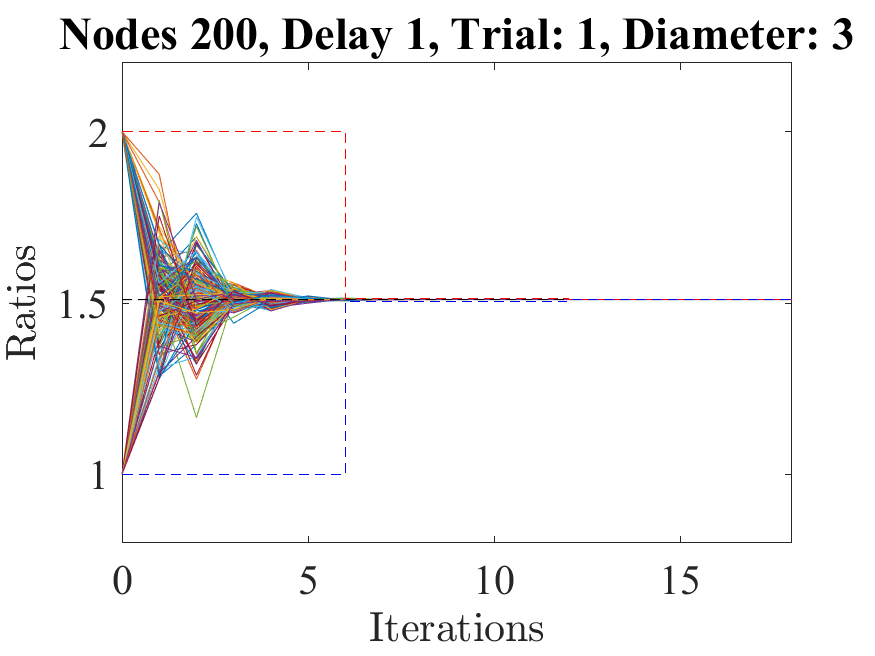 Nodes 200, Delay 1, Trial: 1, Diameter: 3
2
1.5
1
Ratios
0 5 10 15
Iterations